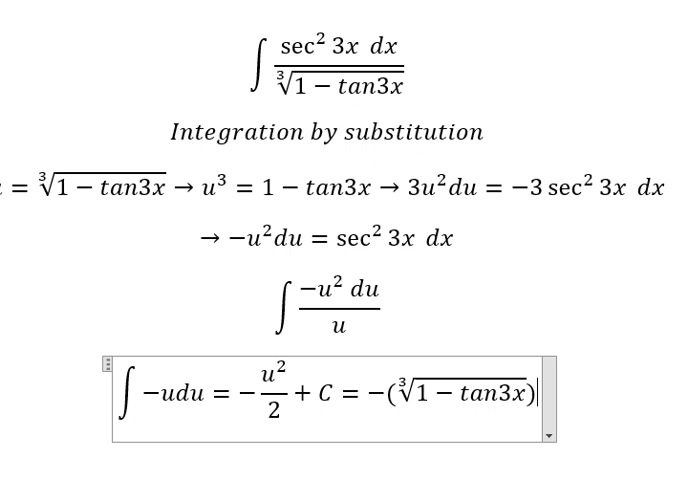 ∫ sec² 3x dx / ∛(1 − tan3x)
Integration by substitution
= ∛(1 − tan3x) → u³ = 1 − tan3x → 3u²du = −3 sec² 3x dx
→ −u²du = sec² 3x dx
∫ −u² du / u
∫ −udu = − u²/2 + C = −(∛(1 − tan3x))